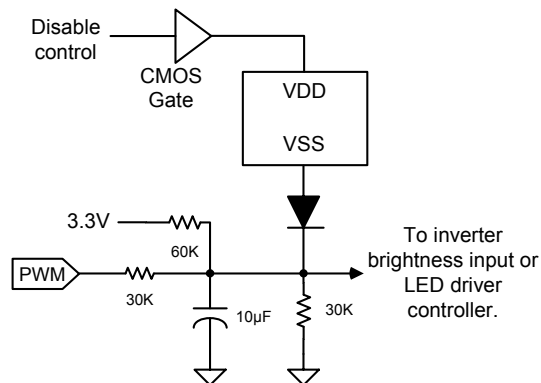 Disable
control
CMOS
Gate
VDD
VSS
3.3V
60K
PWM
30K
10µF
30K
To inverter
brightness input or
LED driver
controller.